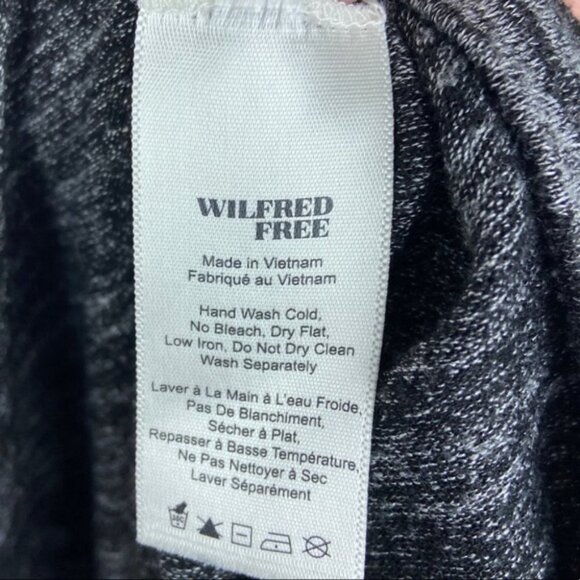 WILFRED
FREE
Made in Vietnam
Fabriqué au Vietnam
Hand Wash Cold,
No Bleach, Dry Flat,
Low Iron, Do Not Dry Clean
Wash Separately
Laver à La Main à L'eau Froide,
Pas De Blanchiment,
Sécher à Plat,
Repasser à Basse Température,
Ne Pas Nettoyer à Sec
Laver Séparément